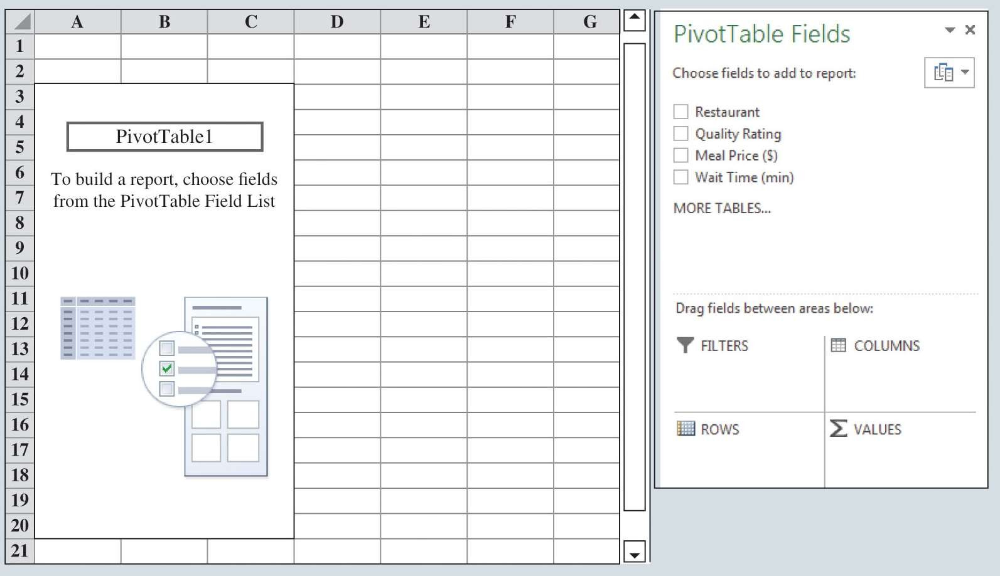 A B C D E F G
1
2
3
4
5
6
7
8
9
10
11
12
13
14
15
16
17
18
19
20
21
PivotTable1
To build a report, choose fields
from the PivotTable Field List
PivotTable Fields
Choose fields to add to report:
Restaurant
Quality Rating
Meal Price ($)
Wait Time (min)
MORE TABLES...
Drag fields between areas below:
FILTERS
COLUMNS
ROWS
Σ VALUES